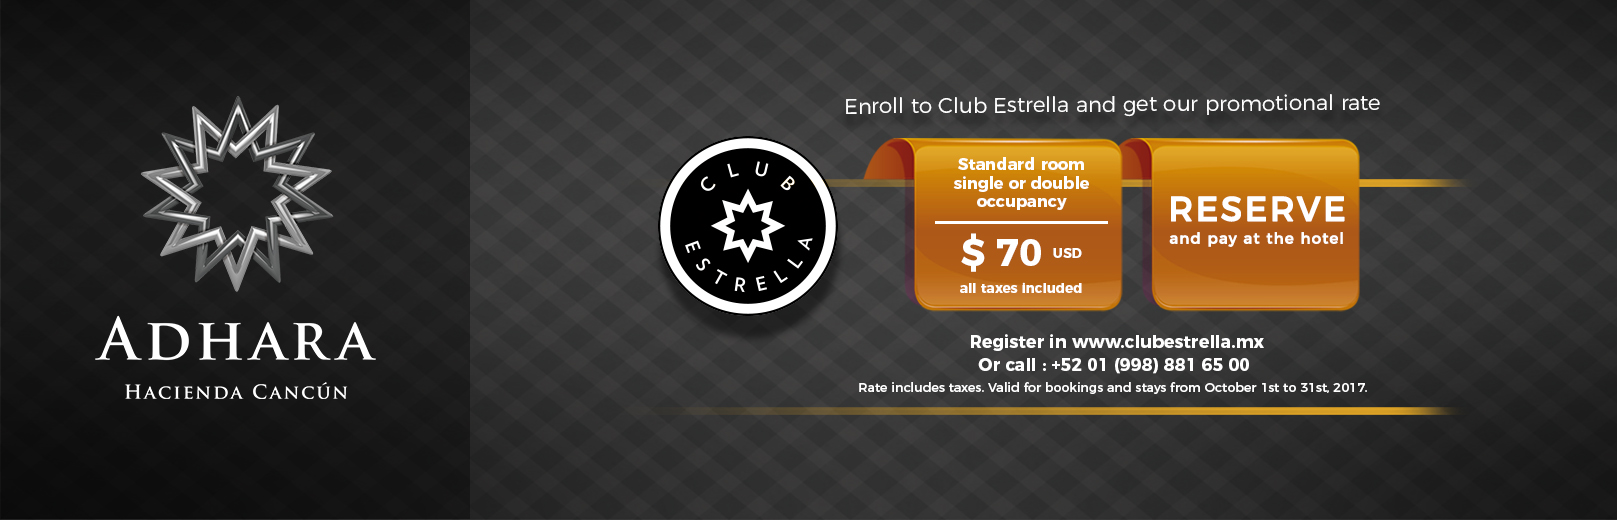 ADHARA
HACIENDA CANCÚN
Enroll to Club Estrella and get our promotional rate
CLUB
ESTRELLA
Standard room
single or double
occupancy
$ 70 USD
all taxes included
RESERVE
and pay at the hotel
Register in www.clubestrella.mx
Or call : +52 01 (998) 881 65 00
Rate includes taxes. Valid for bookings and stays from October 1st to 31st, 2017.